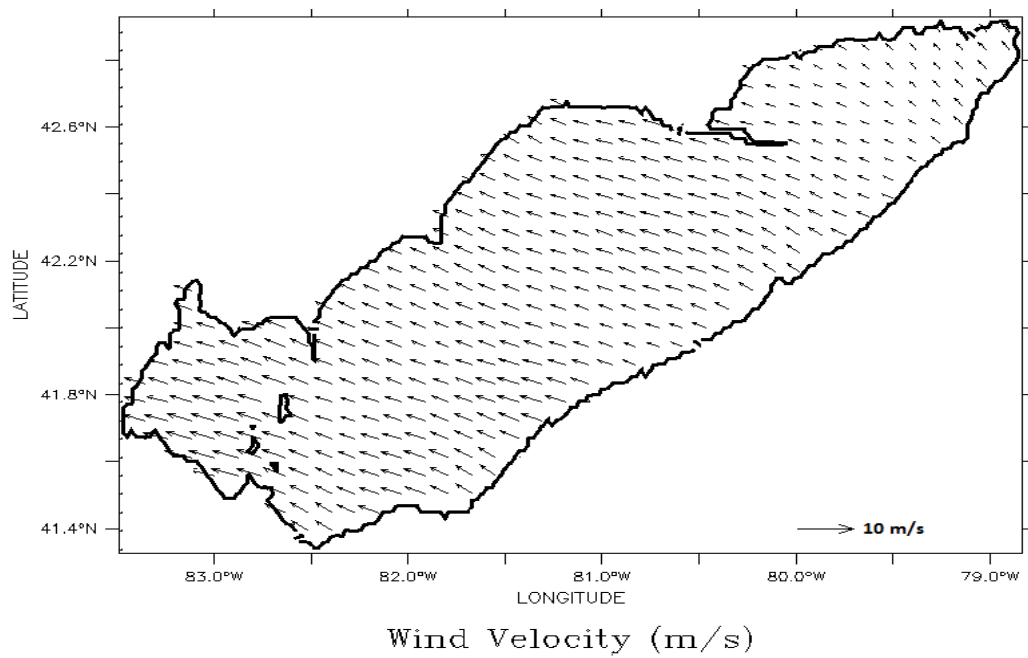 42.6°N
42.2°N
41.8°N
41.4°N
LATITUDE
10 m/s
83.0°W 82.0°W 81.0°W 80.0°W 79.0°W
LONGITUDE
Wind Velocity (m/s)